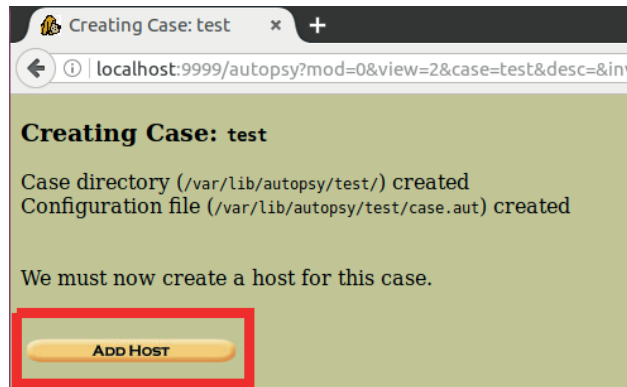 Creating Case: test
localhost:9999/autopsy?mod=0&view=2&case=test&desc=&in
Creating Case: test
Case directory (/var/lib/autopsy/test/) created
Configuration file (/var/lib/autopsy/test/case.aut) created
We must now create a host for this case.
ADD HOST